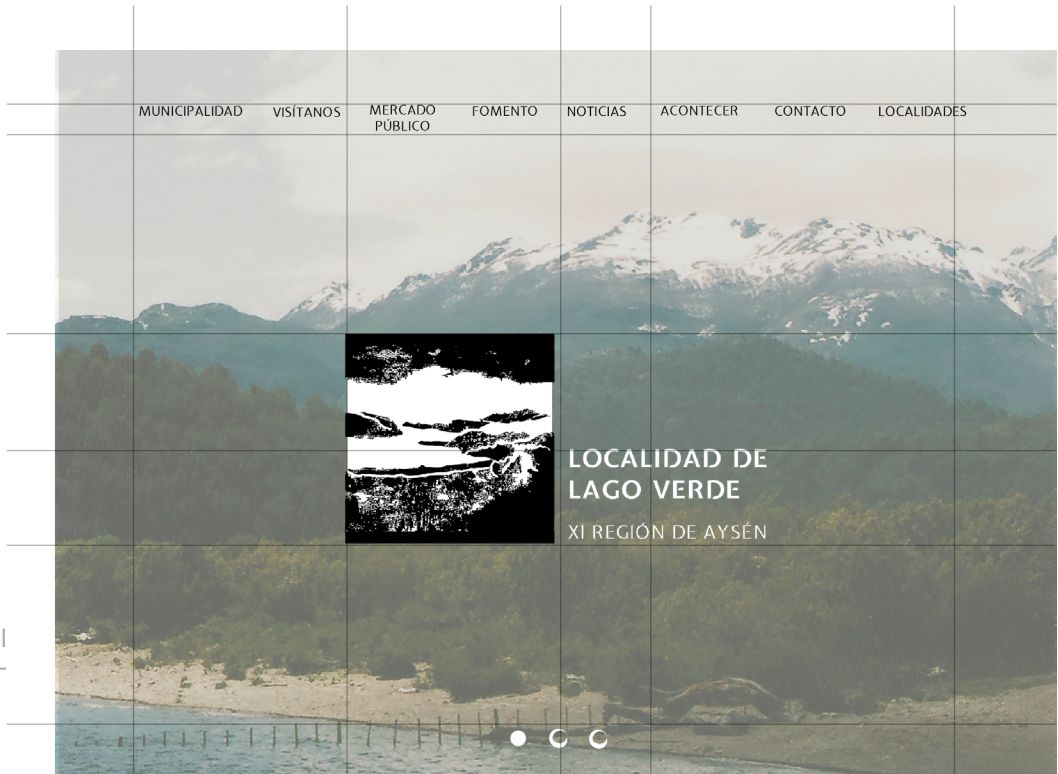 MUNICIPALIDAD VISÍTANOS MERCADO PÚBLICO FOMENTO NOTICIAS ACONTECER CONTACTO LOCALIDADES
LOCALIDAD DE
LAGO VERDE
XI REGIÓN DE AYSÉN